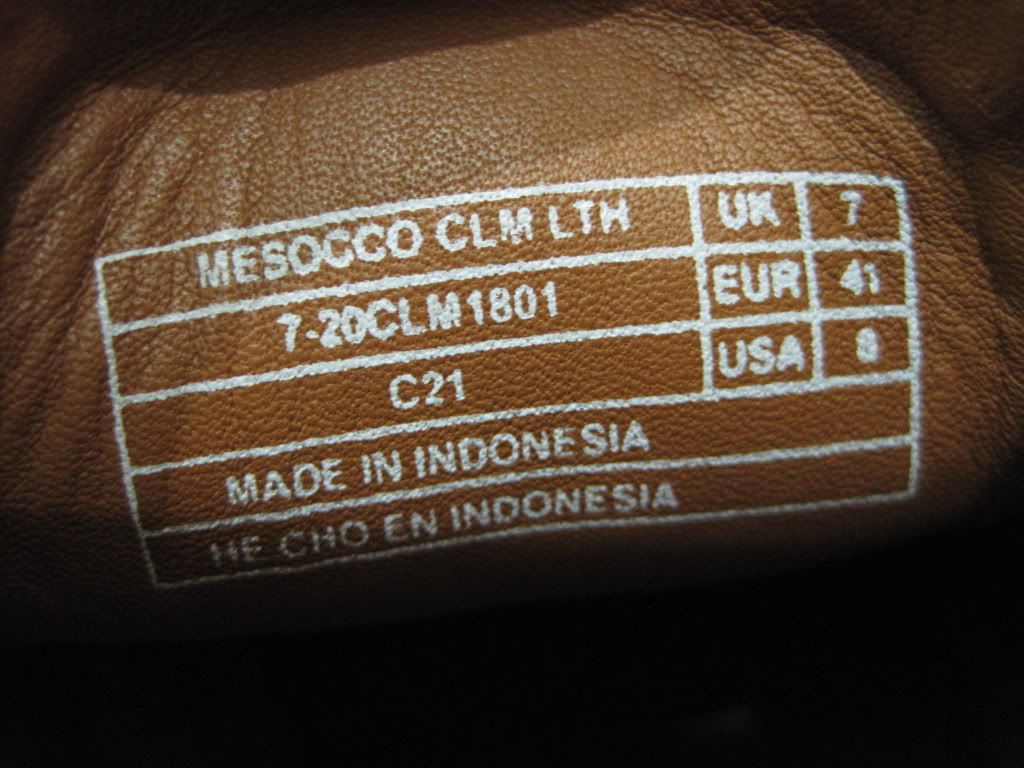 MESOCCO CLM LTH UK 7
7-20CLM1801 EUR 41
C21 USA 8
MADE IN INDONESIA
HECHO EN INDONESIA